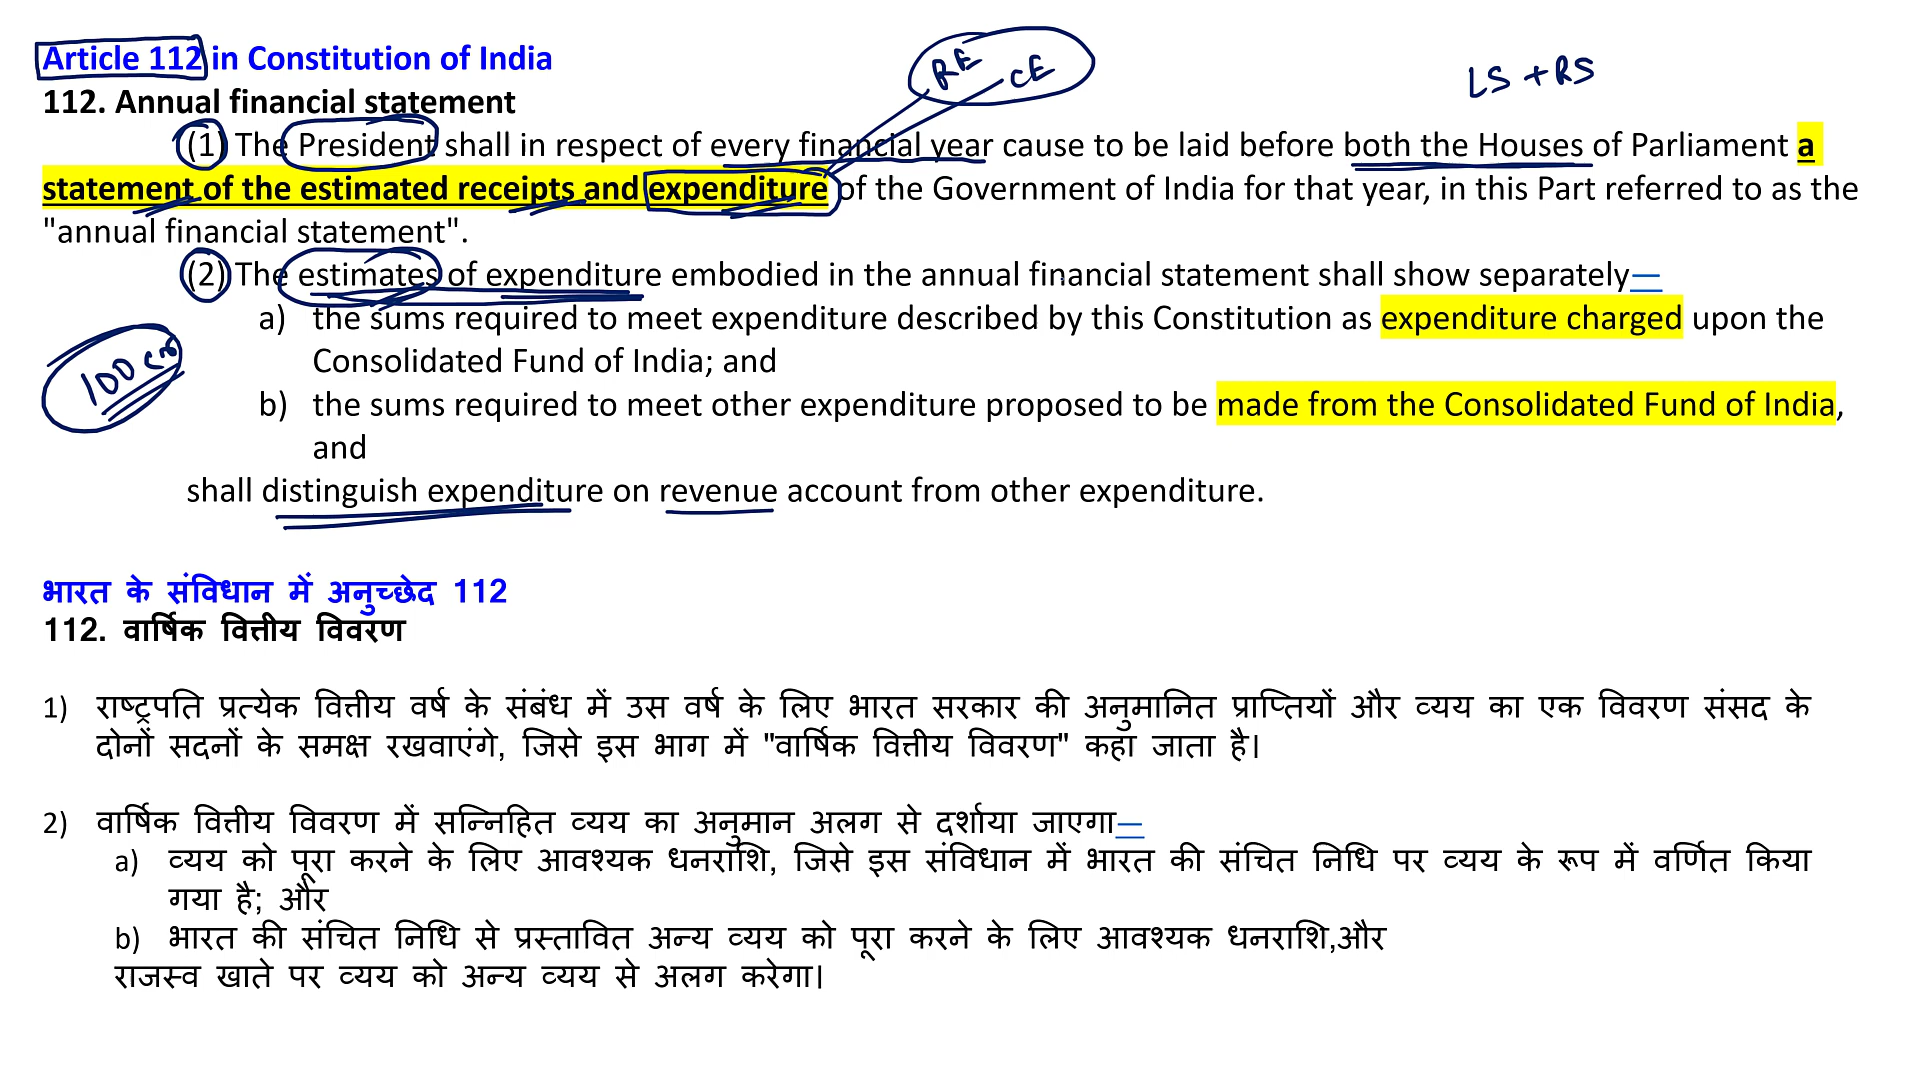 Article 112 in Constitution of India
RE CE
LS + RS
112. Annual financial statement
(1) The President shall in respect of every financial year cause to be laid before both the Houses of Parliament a
statement of the estimated receipts and expenditure of the Government of India for that year, in this Part referred to as the
"annual financial statement".
(2) The estimates of expenditure embodied in the annual financial statement shall show separately—
a) the sums required to meet expenditure described by this Constitution as expenditure charged upon the
Consolidated Fund of India; and
100 cr
b) the sums required to meet other expenditure proposed to be made from the Consolidated Fund of India,
and
shall distinguish expenditure on revenue account from other expenditure.
भारत के संविधान में अनुच्छेद 112
112. वार्षिक वित्तीय विवरण
1) राष्ट्रपति प्रत्येक वित्तीय वर्ष के संबंध में उस वर्ष के लिए भारत सरकार की अनुमानित प्राप्तियों और व्यय का एक विवरण संसद के
दोनों सदनों के समक्ष रखवाएंगे, जिसे इस भाग में "वार्षिक वित्तीय विवरण" कहा जाता है।
2) वार्षिक वित्तीय विवरण में सन्निहित व्यय का अनुमान अलग से दर्शाया जाएगा—
a) व्यय को पूरा करने के लिए आवश्यक धनराशि, जिसे इस संविधान में भारत की संचित निधि पर व्यय के रूप में वर्णित किया
गया है; और
b) भारत की संचित निधि से प्रस्तावित अन्य व्यय को पूरा करने के लिए आवश्यक धनराशि,और
राजस्व खाते पर व्यय को अन्य व्यय से अलग करेगा।